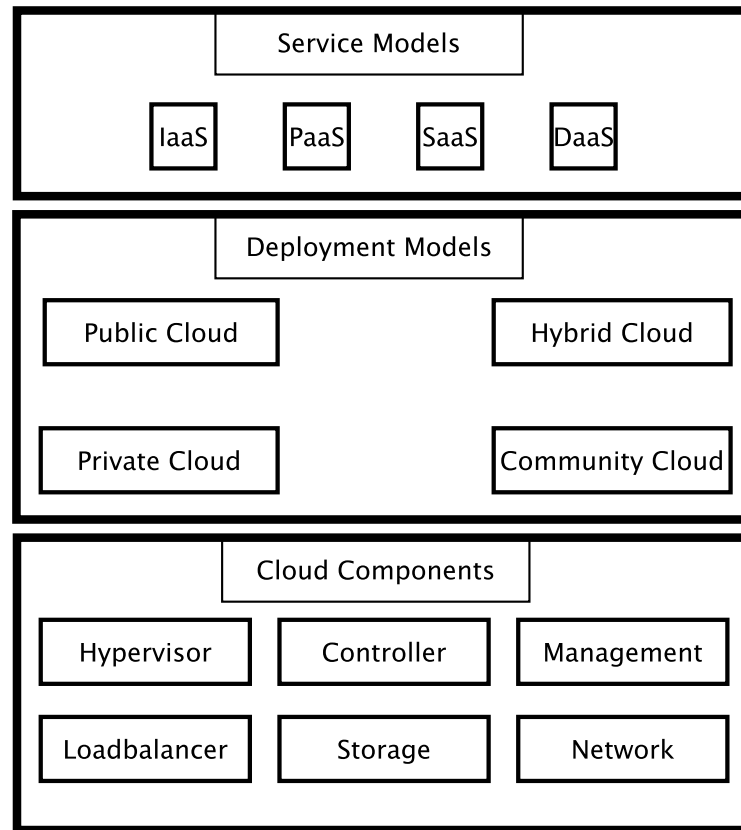 Service Models
IaaS PaaS SaaS DaaS
Deployment Models
Public Cloud Hybrid Cloud
Private Cloud Community Cloud
Cloud Components
Hypervisor Controller Management
Loadbalancer Storage Network